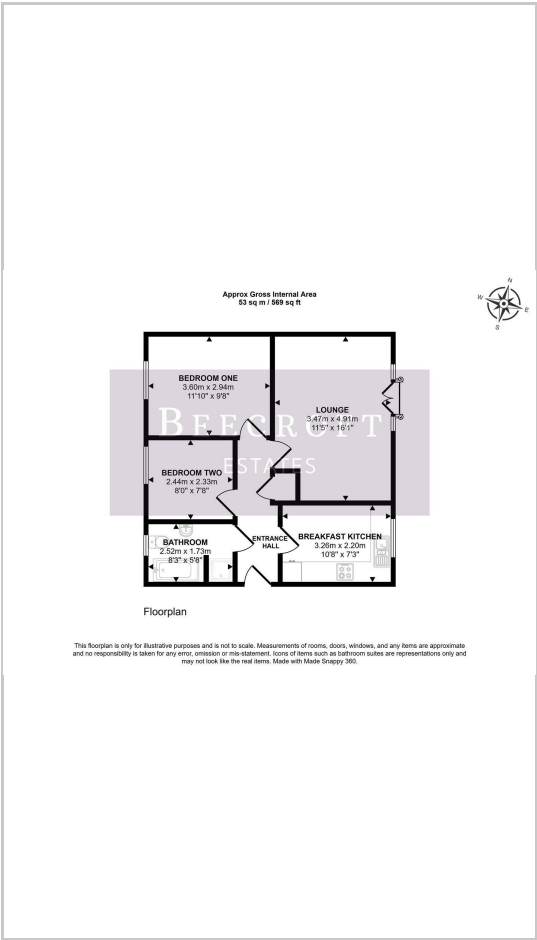 Approx Gross Internal Area
53 sq m / 569 sq ft
N
W
E
S
BEDROOM ONE
3.60m x 2.94m
11'10" x 9'8"
LOUNGE
3.47m x 4.91m
11'5" x 16'1"
BEECROFT
ESTATES
BEDROOM TWO
2.44m x 2.33m
8'0" x 7'8"
BATHROOM
2.52m x 1.73m
8'3" x 5'8"
ENTRANCE
HALL
BREAKFAST KITCHEN
3.26m x 2.20m
10'8" x 7'3"
Floorplan
This floorplan is only for illustrative purposes and is not to scale. Measurements of rooms, doors, windows, and any items are approximate
and no responsibility is taken for any error, omission or mis-statement. Icons of items such as bathroom suites are representations only and
may not look like the real items. Made with Made Snappy 360.